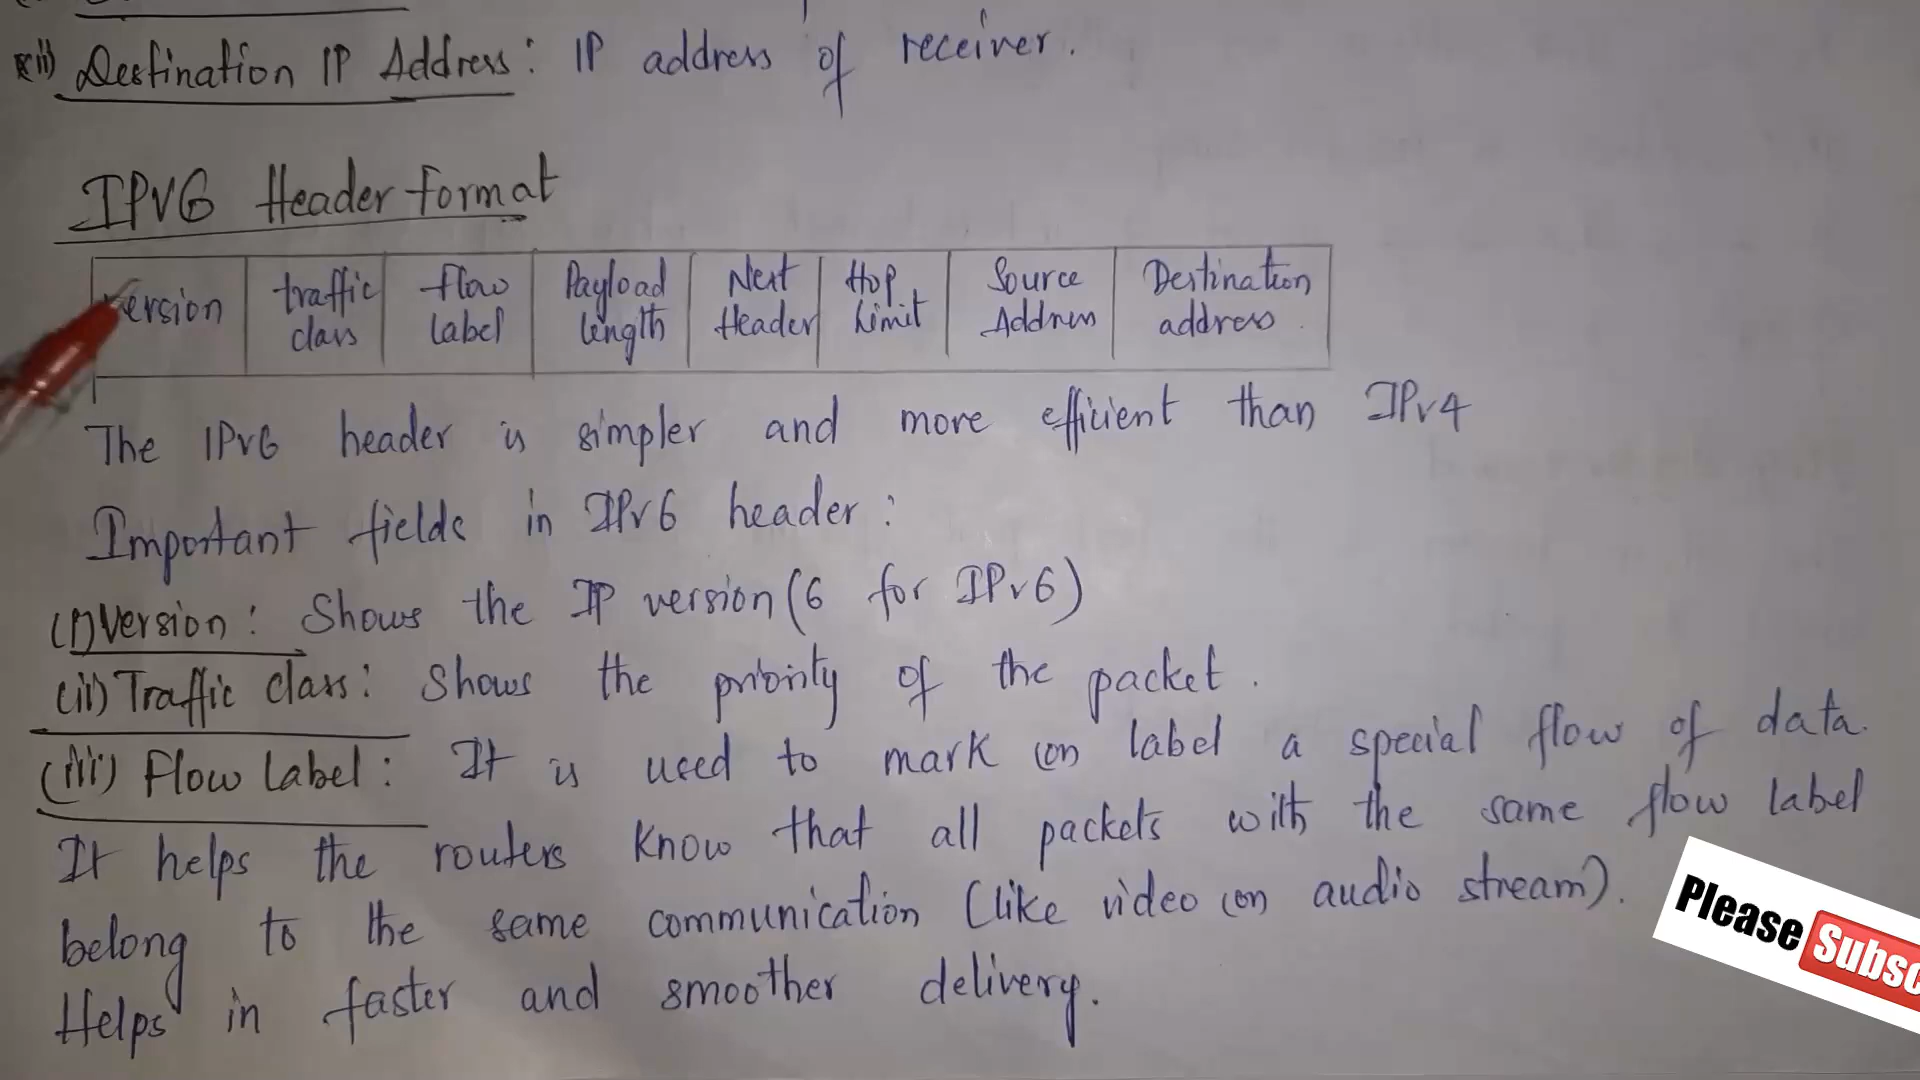 xii) Destination IP Address: IP address of receiver.
IPV6 Header format
Version
traffic class
flow label
Payload length
Next Header
Hop Limit
Source Address
Destination address
The IPv6 header is simpler and more efficient than IPv4
Important fields in IPv6 header:
(i) Version: Shows the IP version (6 for IPv6)
(ii) Traffic class: Shows the priority of the packet.
(iii) Flow label: It is used to mark (or) label a special flow of data.
It helps the routers know that all packets with the same flow label
belong to the same communication (like video (or) audio stream).
Helps in faster and smoother delivery.
Please Subsc